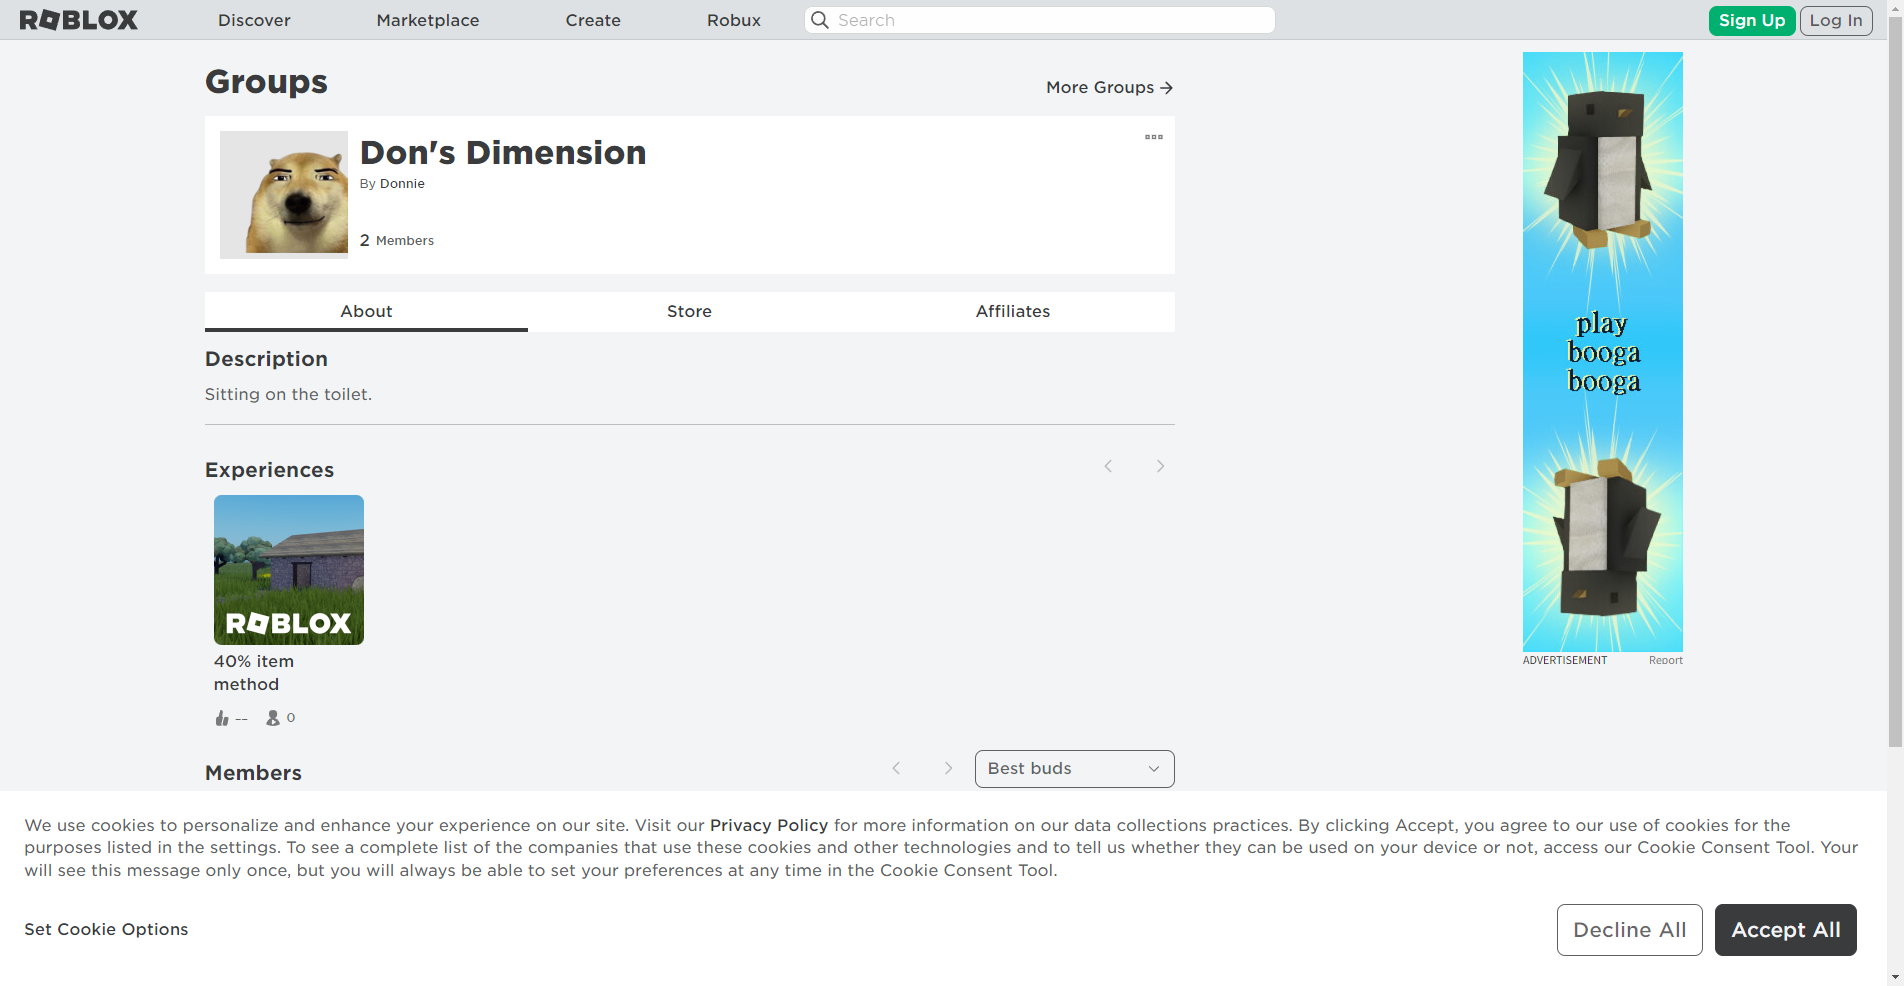 ROBLOX Discover Marketplace Create Robux Search Sign Up Log In
Groups
More Groups
Don's Dimension
By Donnie
2 Members
About Store Affiliates
Description
Sitting on the toilet.
Experiences
ROBLOX
40% item
method
-- 0
Members
Best buds
play
booga
booga
ADVERTISEMENT Report
We use cookies to personalize and enhance your experience on our site. Visit our Privacy Policy for more information on our data collections practices. By clicking Accept, you agree to our use of cookies for the
purposes listed in the settings. To see a complete list of the companies that use these cookies and other technologies and to tell us whether they can be used on your device or not, access our Cookie Consent Tool. Your
will see this message only once, but you will always be able to set your preferences at any time in the Cookie Consent Tool.
Set Cookie Options
Decline All
Accept All